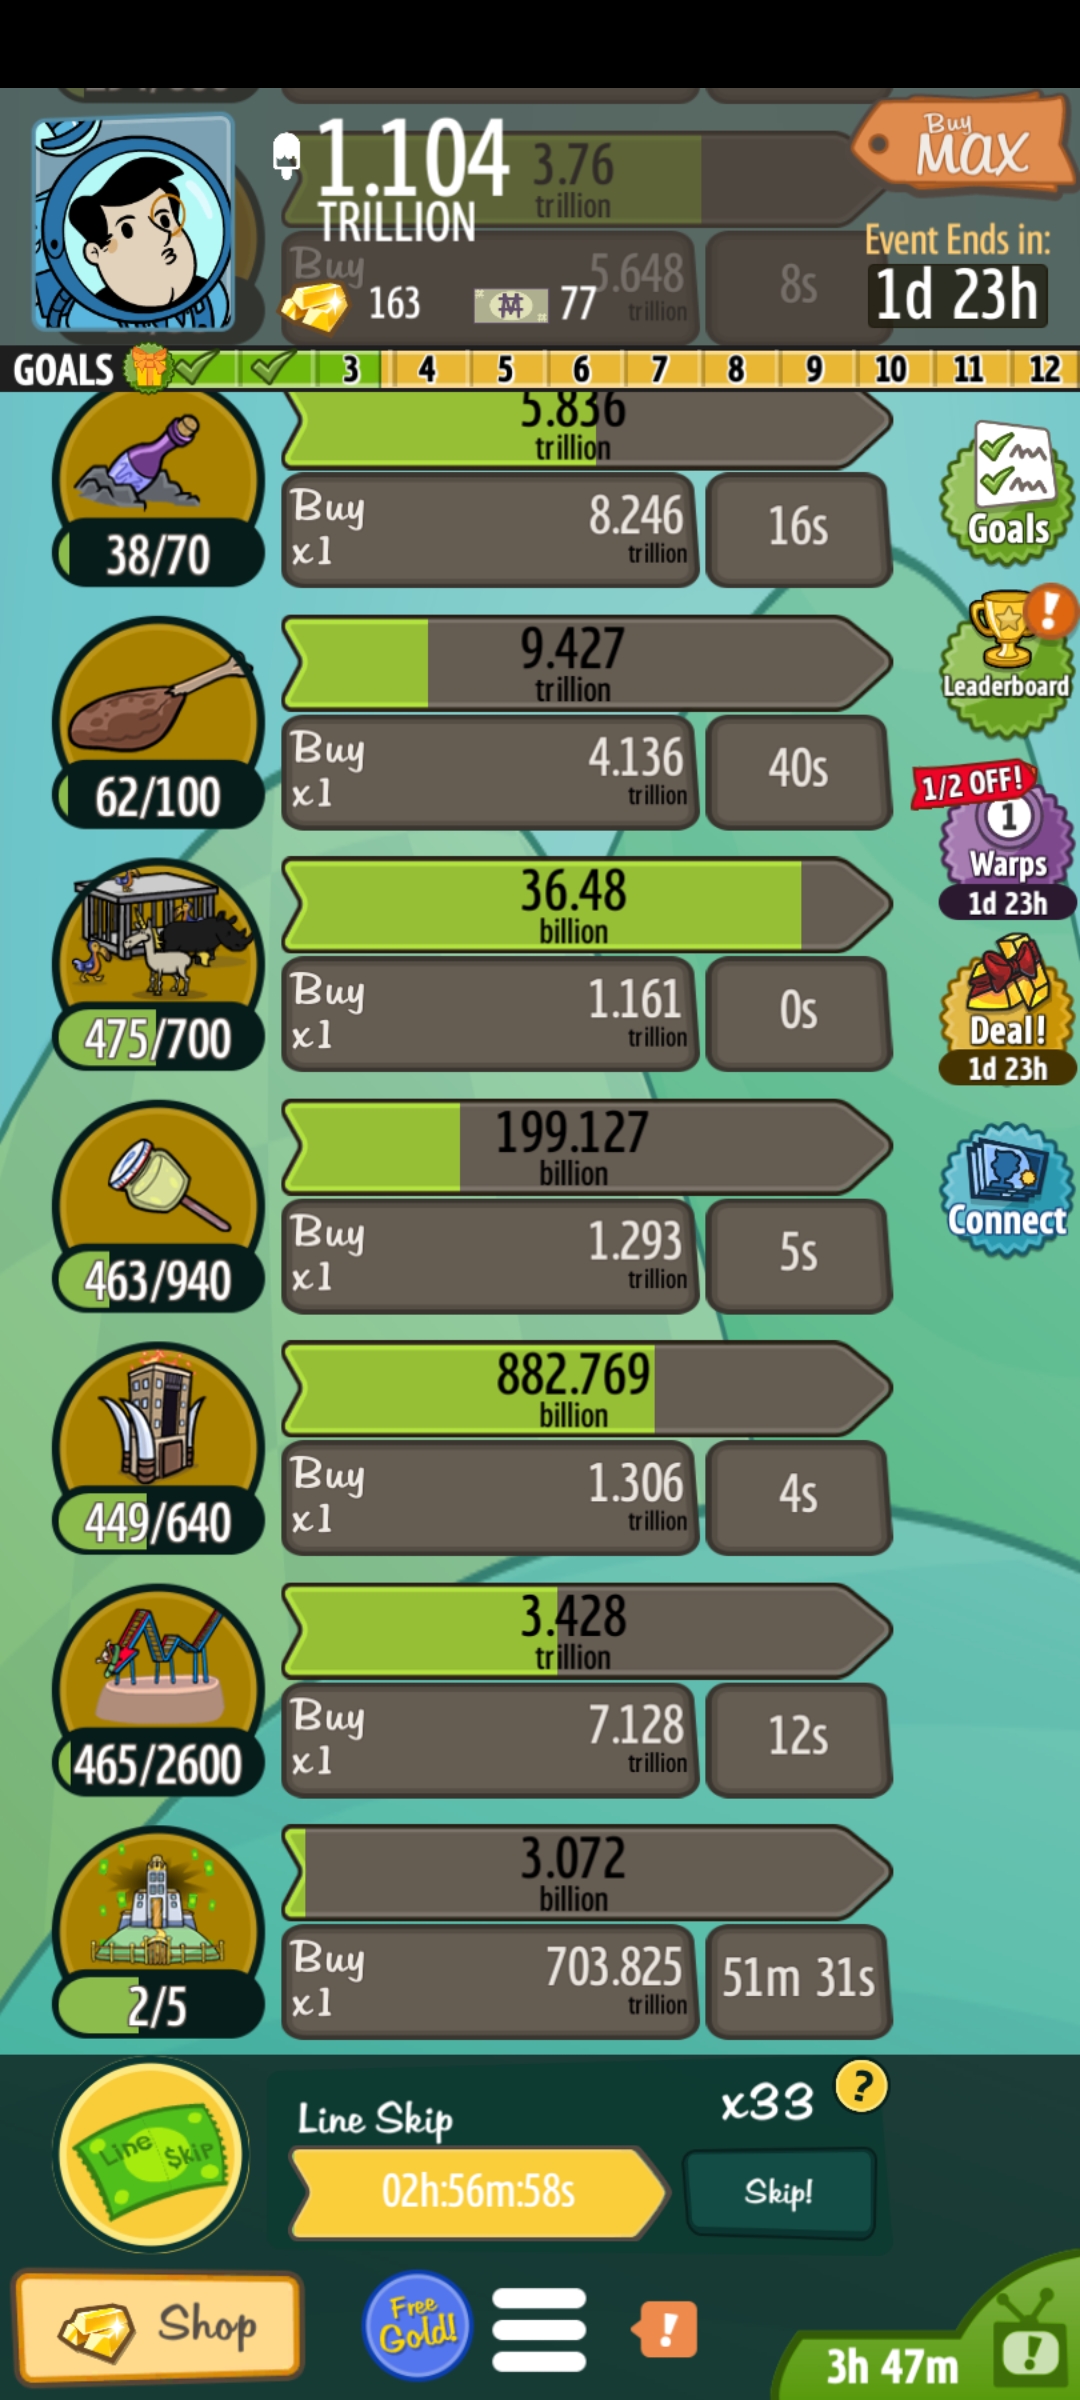 1.104
TRILLION
3.76
trillion
Buy
MAX
Buy
5.648
trillion
8s
163
77
Event Ends in:
1d 23h
GOALS
3
4
5
6
7
8
9
10
11
12
5.836
trillion
38/70
Buy
x1
8.246
trillion
16s
Goals
9.427
trillion
62/100
Buy
x1
4.136
trillion
40s
!
Leaderboard
1/2 OFF!
1
Warps
1d 23h
36.48
billion
475/700
Buy
x1
1.161
trillion
0s
Deal!
1d 23h
199.127
billion
463/940
Buy
x1
1.293
trillion
5s
Connect
882.769
billion
449/640
Buy
x1
1.306
trillion
4s
3.428
trillion
465/2600
Buy
x1
7.128
trillion
12s
3.072
billion
2/5
Buy
x1
703.825
trillion
51m 31s
Line $kip
Line Skip
x33
?
02h:56m:58s
Skip!
Shop
Free
Gold!
!
3h 47m
!